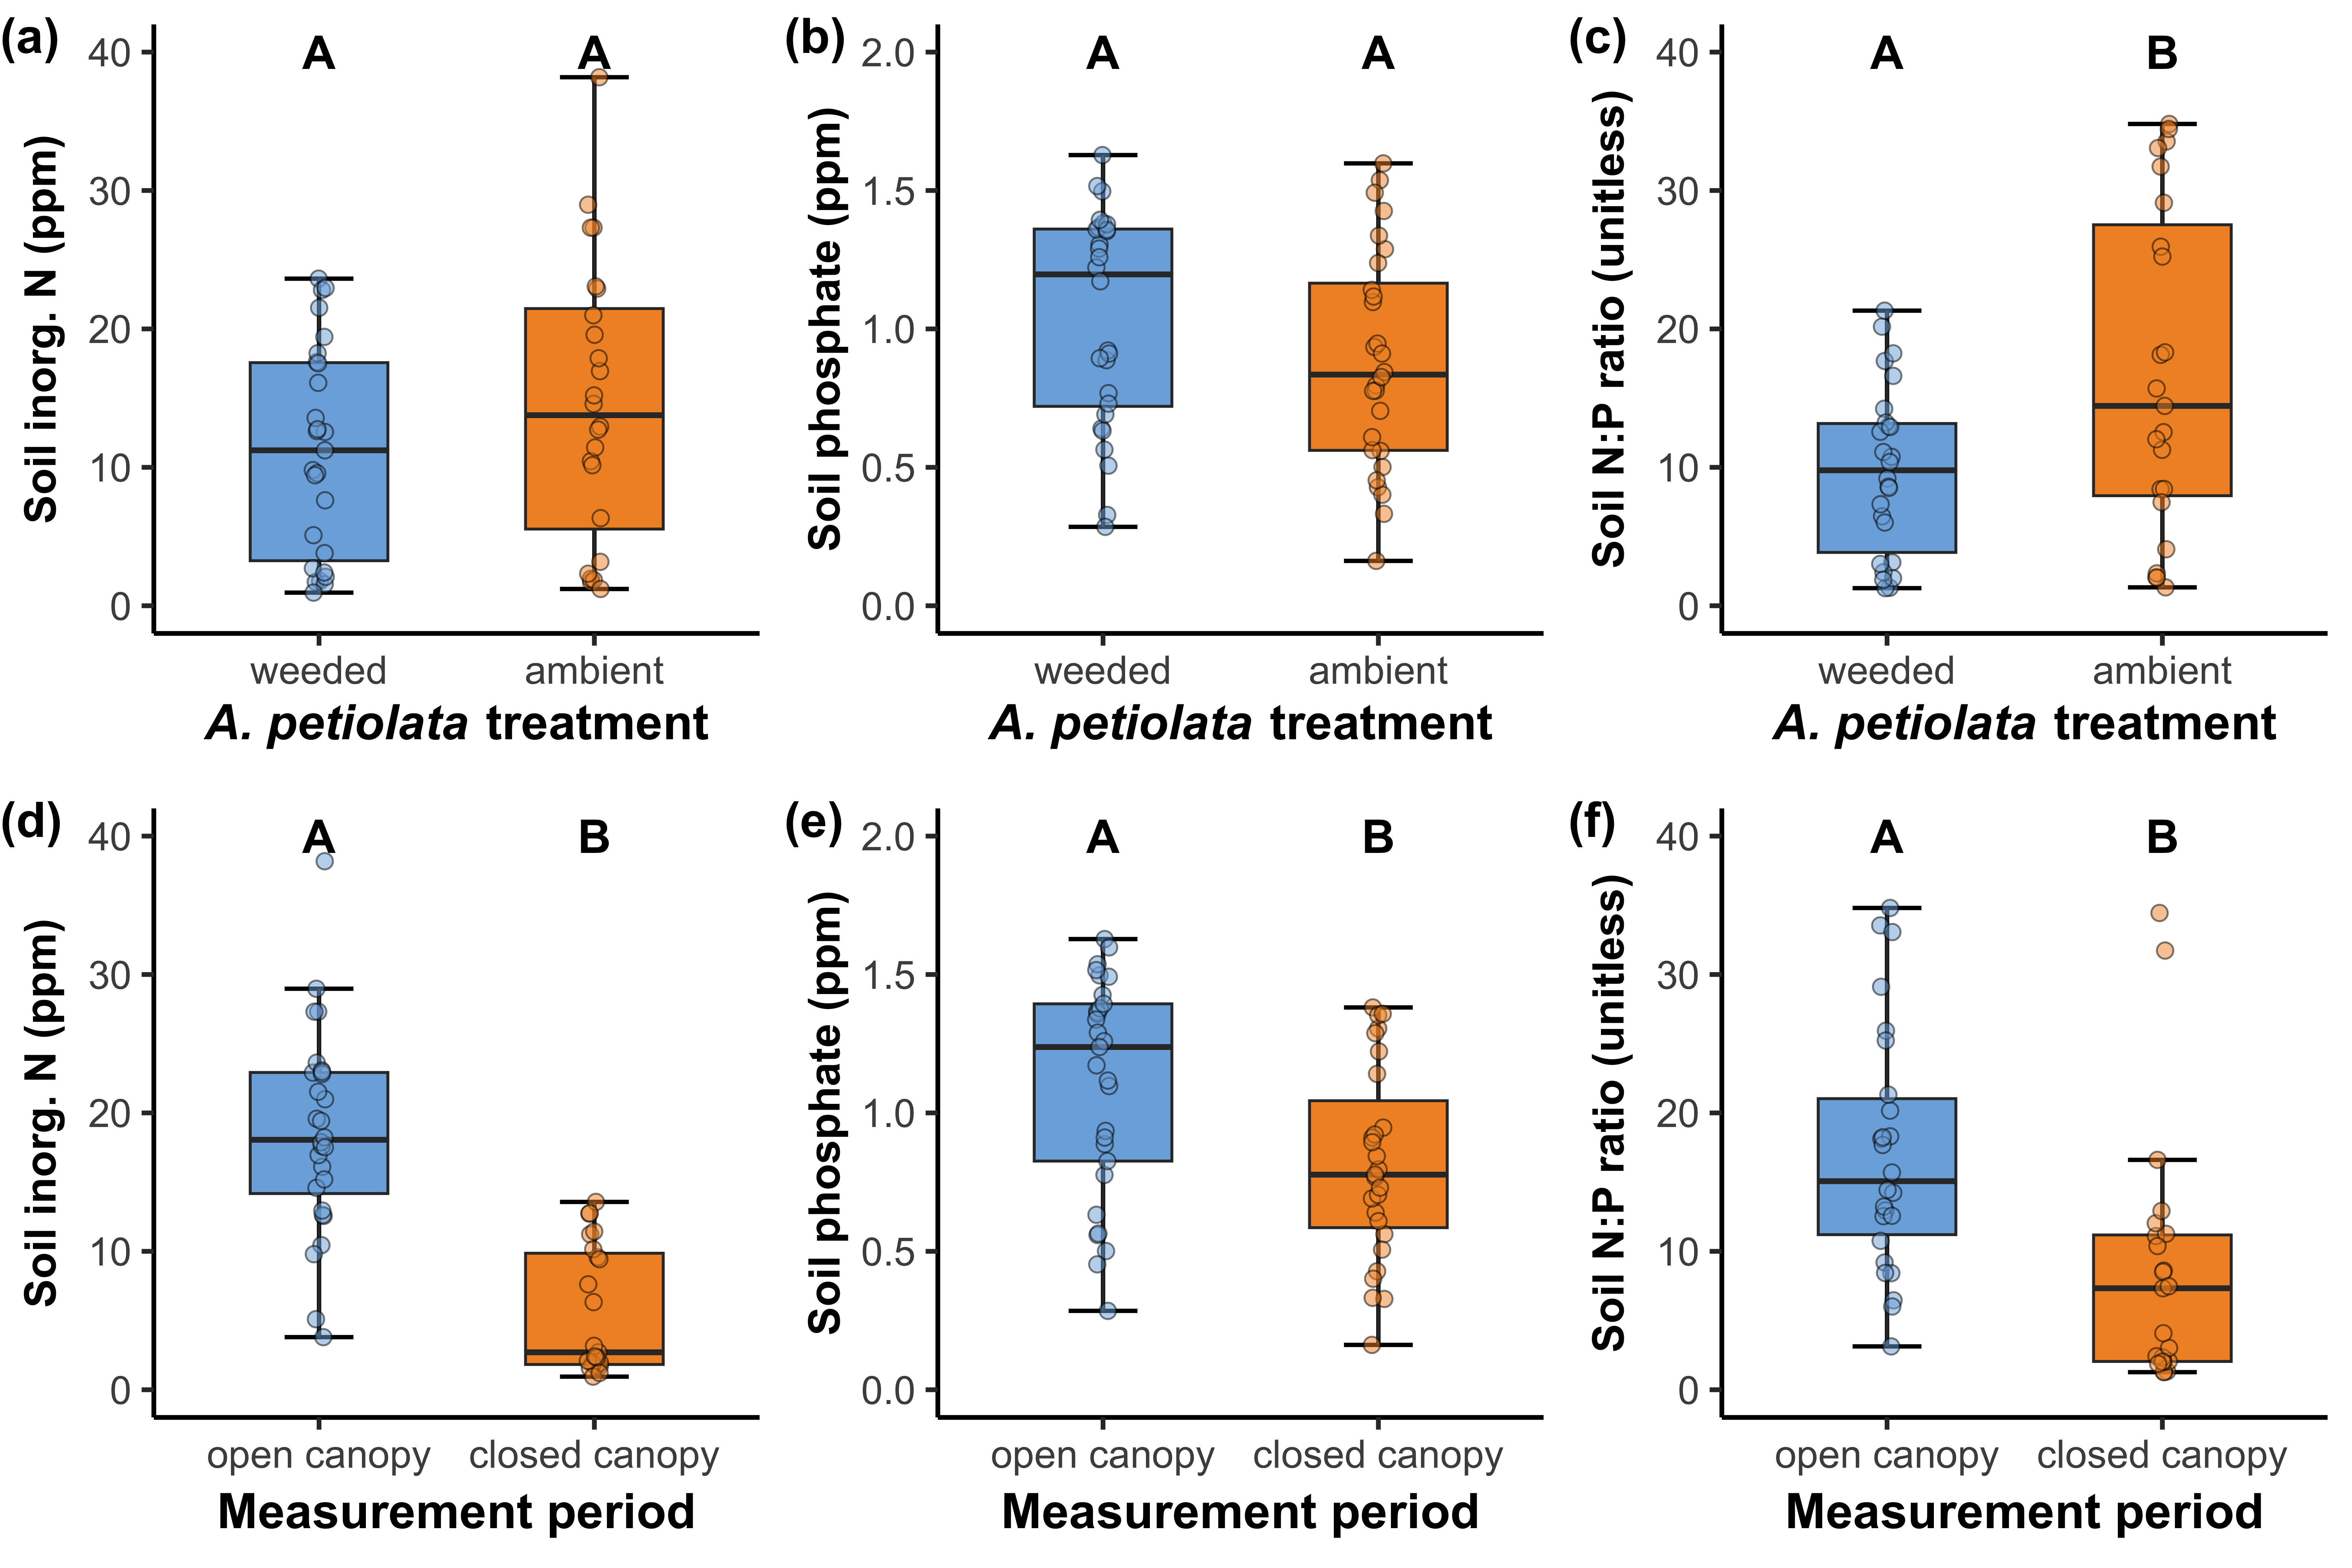 (a)
Soil inorg. N (ppm)
40
30
20
10
0
A A
weeded ambient
A. petiolata treatment
(b)
Soil phosphate (ppm)
2.0
1.5
1.0
0.5
0.0
A A
weeded ambient
A. petiolata treatment
(c)
Soil N:P ratio (unitless)
40
30
20
10
0
A B
weeded ambient
A. petiolata treatment
(d)
Soil inorg. N (ppm)
40
30
20
10
0
A B
open canopy closed canopy
Measurement period
(e)
Soil phosphate (ppm)
2.0
1.5
1.0
0.5
0.0
A B
open canopy closed canopy
Measurement period
(f)
Soil N:P ratio (unitless)
40
30
20
10
0
A B
open canopy closed canopy
Measurement period